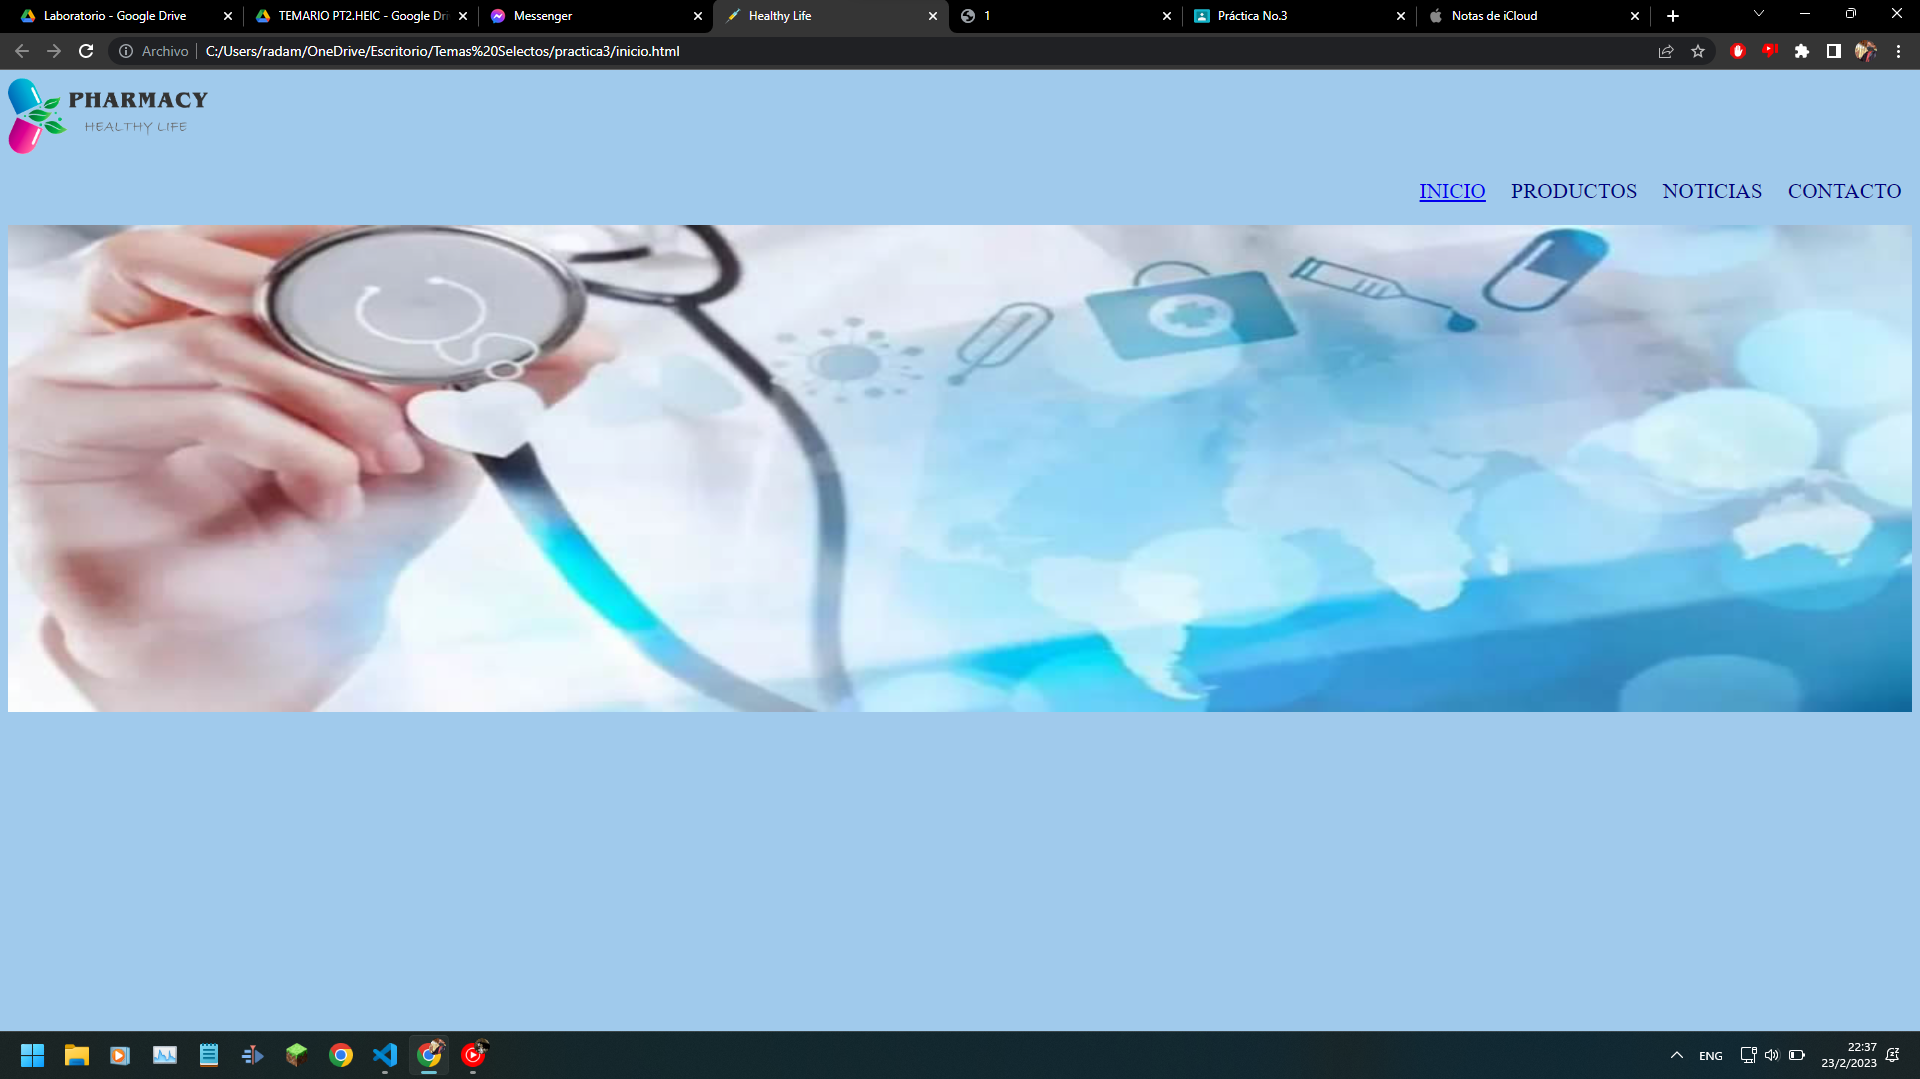 Laboratorio - Google Drive
TEMARIO PT2.HEIC - Google Dri
Messenger
Healthy Life
1
Práctica No.3
Notas de iCloud
Archivo
C:/Users/radam/OneDrive/Escritorio/Temas%20Selectos/practica3/inicio.html
PHARMACY
HEALTHY LIFE
INICIO PRODUCTOS NOTICIAS CONTACTO
ENG
22:37
23/2/2023